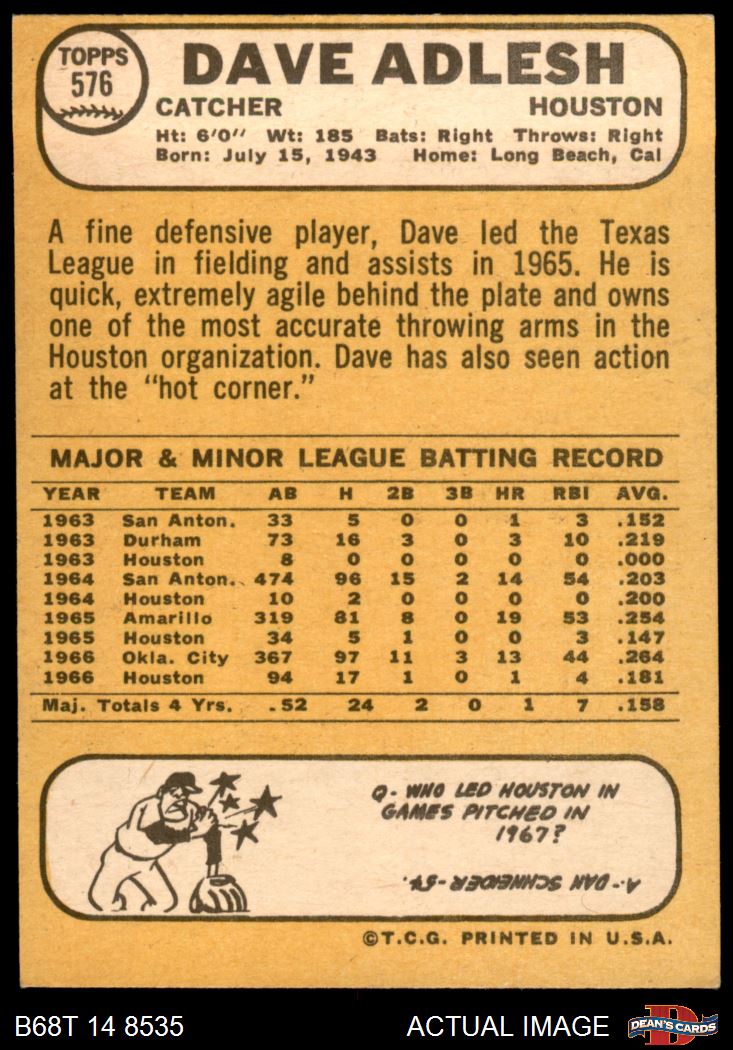 TOPPS
576
DAVE ADLESH
CATCHER HOUSTON
Ht: 6'0" Wt: 185 Bats: Right Throws: Right
Born: July 15, 1943 Home: Long Beach, Cal
A fine defensive player, Dave led the Texas
League in fielding and assists in 1965. He is
quick, extremely agile behind the plate and owns
one of the most accurate throwing arms in the
Houston organization. Dave has also seen action
at the "hot corner."
MAJOR & MINOR LEAGUE BATTING RECORD
YEAR TEAM AB H 2B 3B HR RBI AVG.
1963 San Anton. 33 5 0 0 1 3 .152
1963 Durham 73 16 3 0 3 10 .219
1963 Houston 8 0 0 0 0 0 .000
1964 San Anton. 474 96 15 2 14 54 .203
1964 Houston 10 2 0 0 0 0 .200
1965 Amarillo 319 81 8 0 19 53 .254
1965 Houston 34 5 1 0 0 3 .147
1966 Okla. City 367 97 11 3 13 44 .264
1966 Houston 94 17 1 0 1 4 .181
Maj. Totals 4 Yrs. .52 24 2 0 1 7 .158
Q- WHO LED HOUSTON IN
GAMES PITCHED IN
1967?
A- DAN SCHNEIDER-54.
©T.C.G. PRINTED IN U.S.A.
B68T 14 8535 ACTUAL IMAGE D DEAN'S CARDS